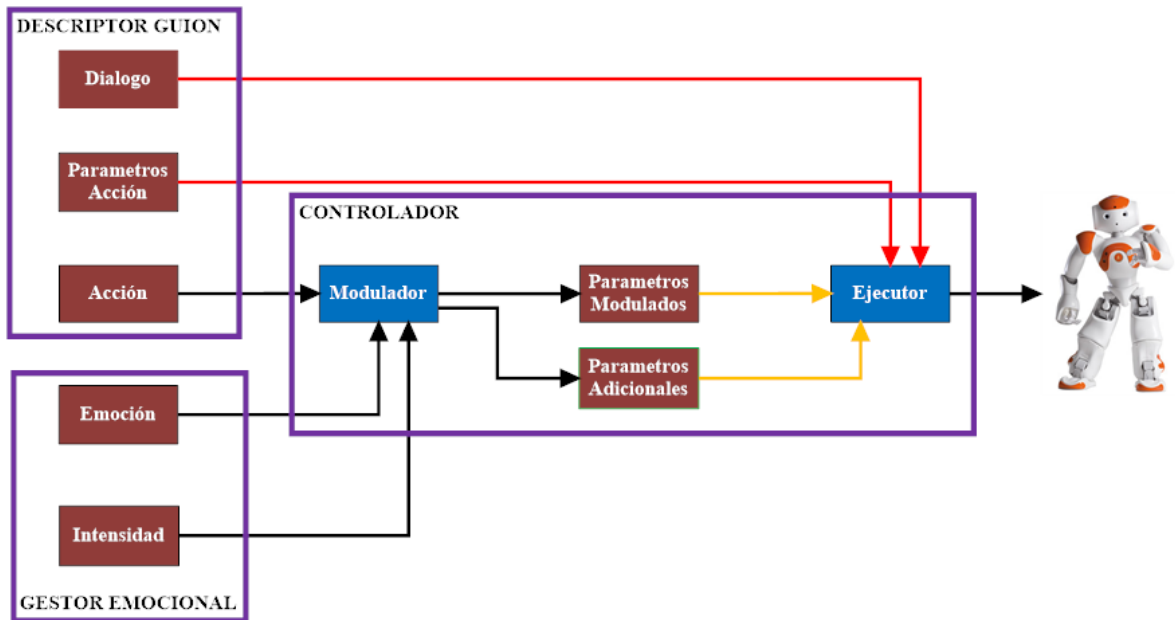 DESCRIPTOR GUION
Dialogo
Parametros
Acción
Acción
CONTROLADOR
Modulador
Parametros
Modulados
Parametros
Adicionales
Ejecutor
Emoción
Intensidad
GESTOR EMOCIONAL